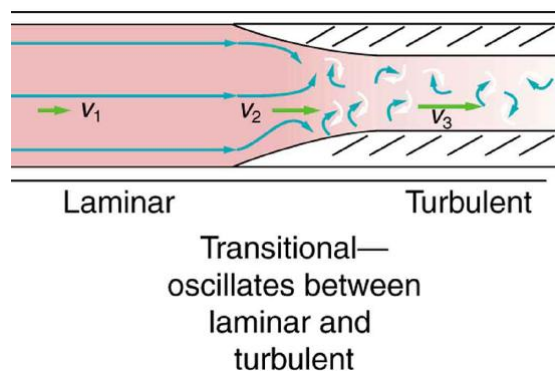 v₁
v₂
v₃
Laminar
Turbulent
Transitional—
oscillates between
laminar and
turbulent